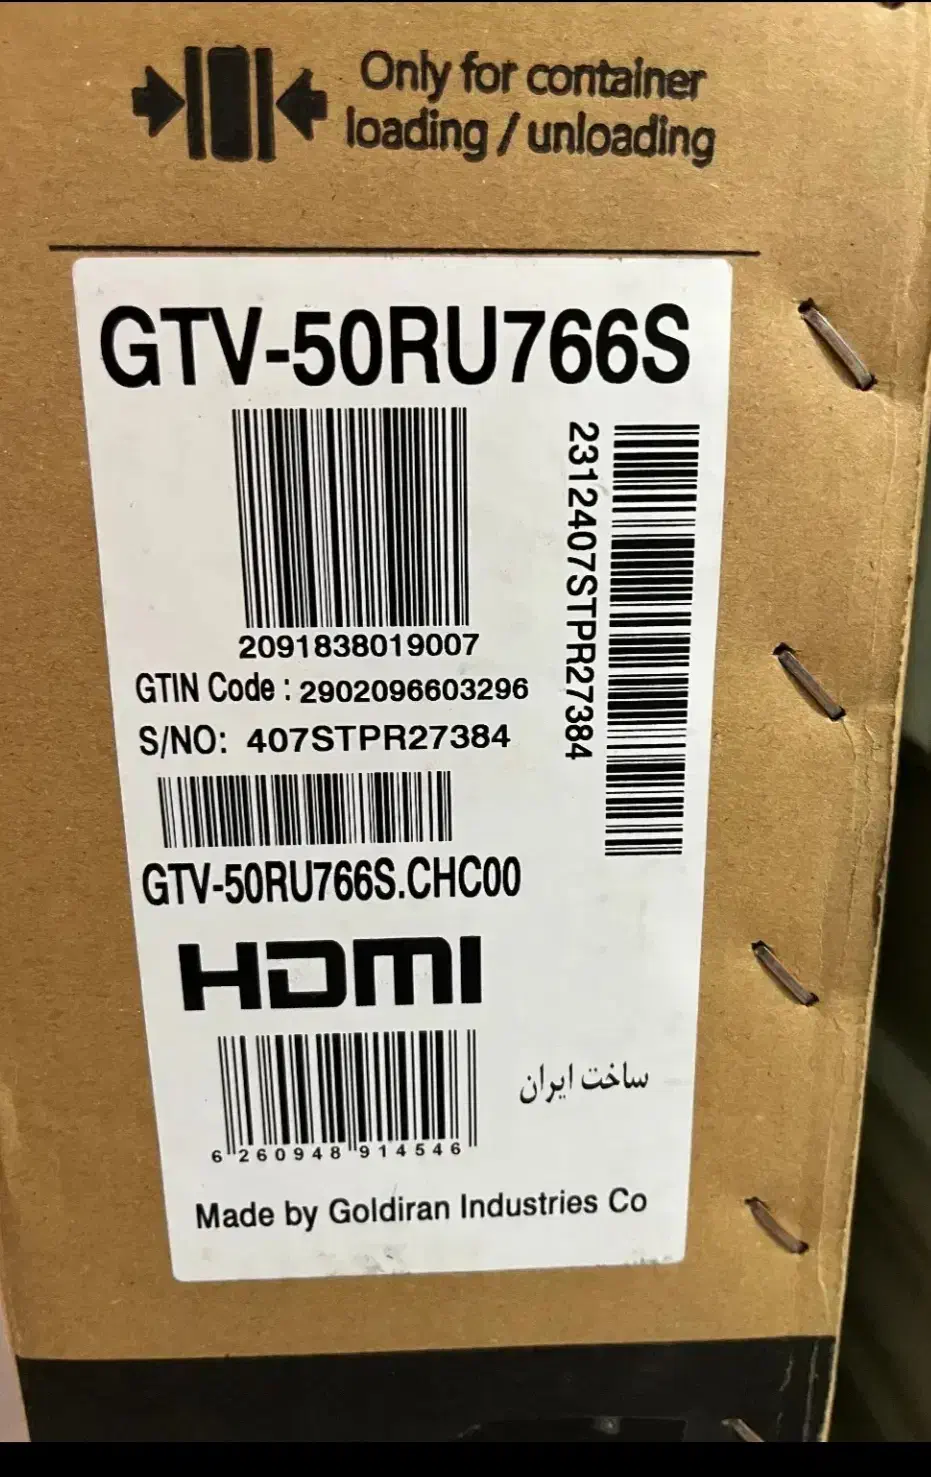 Only for container
loading / unloading
GTV-50RU766S
2091838019007
2312407STPR27384
GTIN Code : 2902096603296
S/NO: 407STPR27384
GTV-50RU766S.CHC00
HDMI
ساخت ایران
6 260948 914546
Made by Goldiran Industries Co